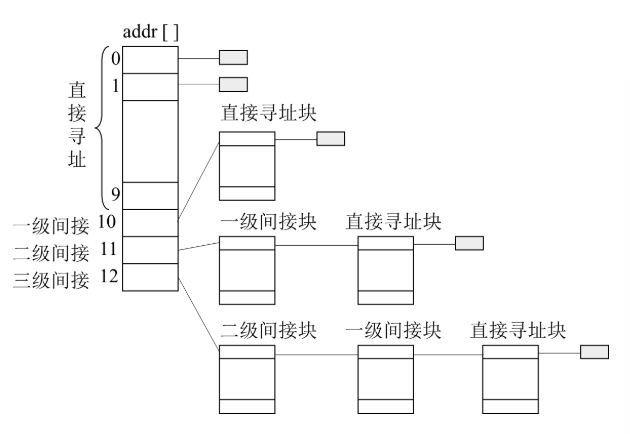 addr [ ]
0
1
直接寻址
直接寻址块
9
一级间接 10
一级间接块 直接寻址块
二级间接 11
三级间接 12
二级间接块 一级间接块 直接寻址块